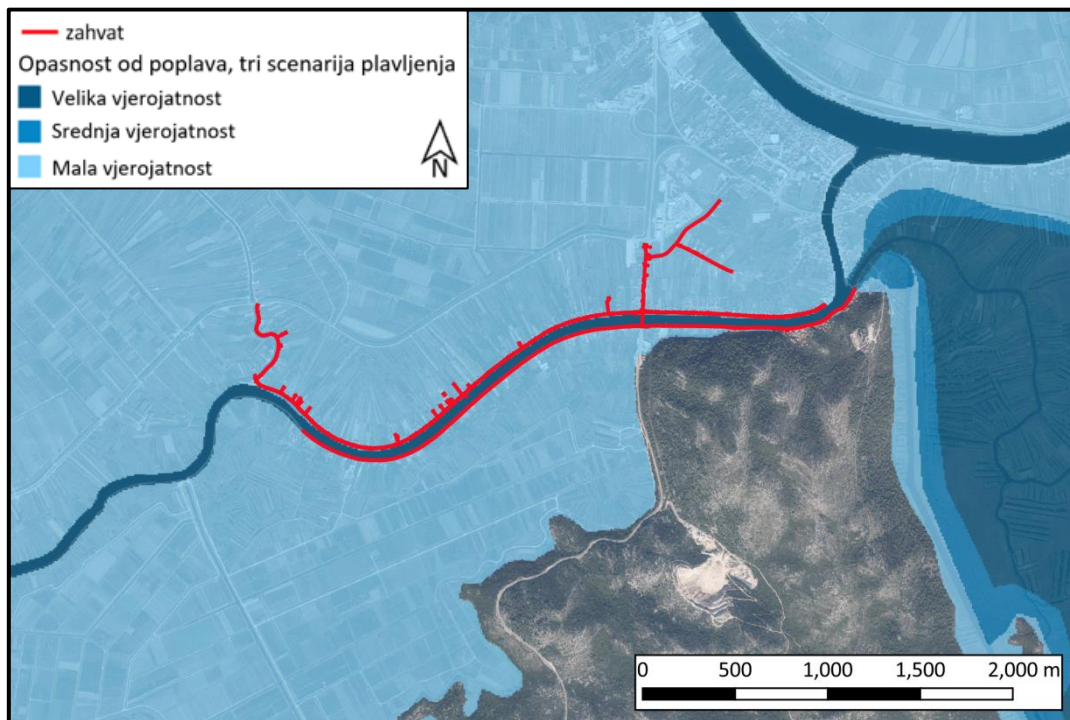 zahvat
Opasnost od poplava, tri scenarija plavljenja
Velika vjerojatnost
Srednja vjerojatnost
Mala vjerojatnost
N
0 500 1,000 1,500 2,000 m